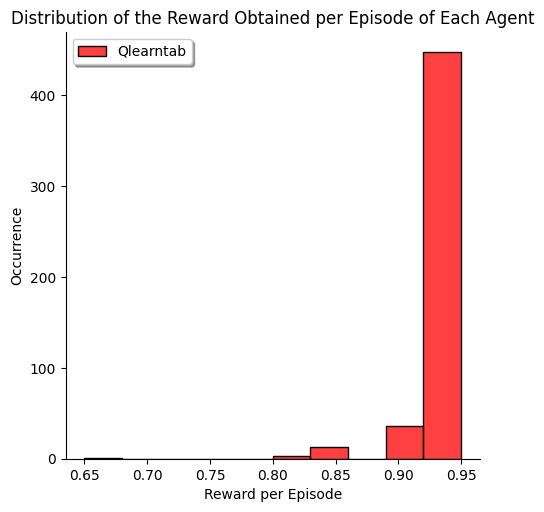 Distribution of the Reward Obtained per Episode of Each Agent
Qlearntab
400
300
200
100
0
Occurrence
0.65 0.70 0.75 0.80 0.85 0.90 0.95
Reward per Episode